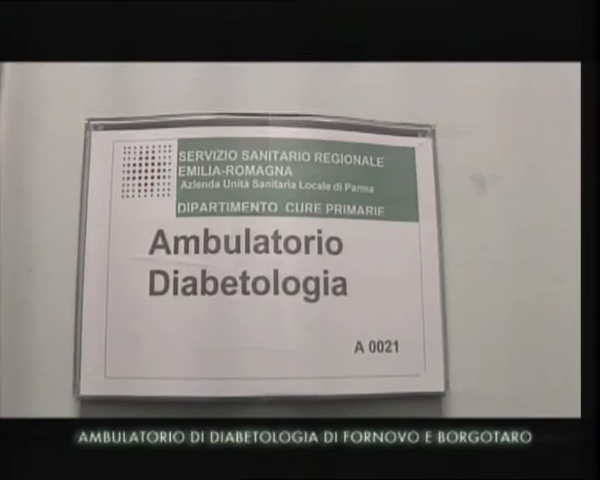 SERVIZIO SANITARIO REGIONALE
EMILIA-ROMAGNA
Azienda Unità Sanitaria Locale di Parma
DIPARTIMENTO CURE PRIMARIE
Ambulatorio
Diabetologia
A 0021
AMBULATORIO DI DIABETOLOGIA DI FORNOVO E BORGOTARO